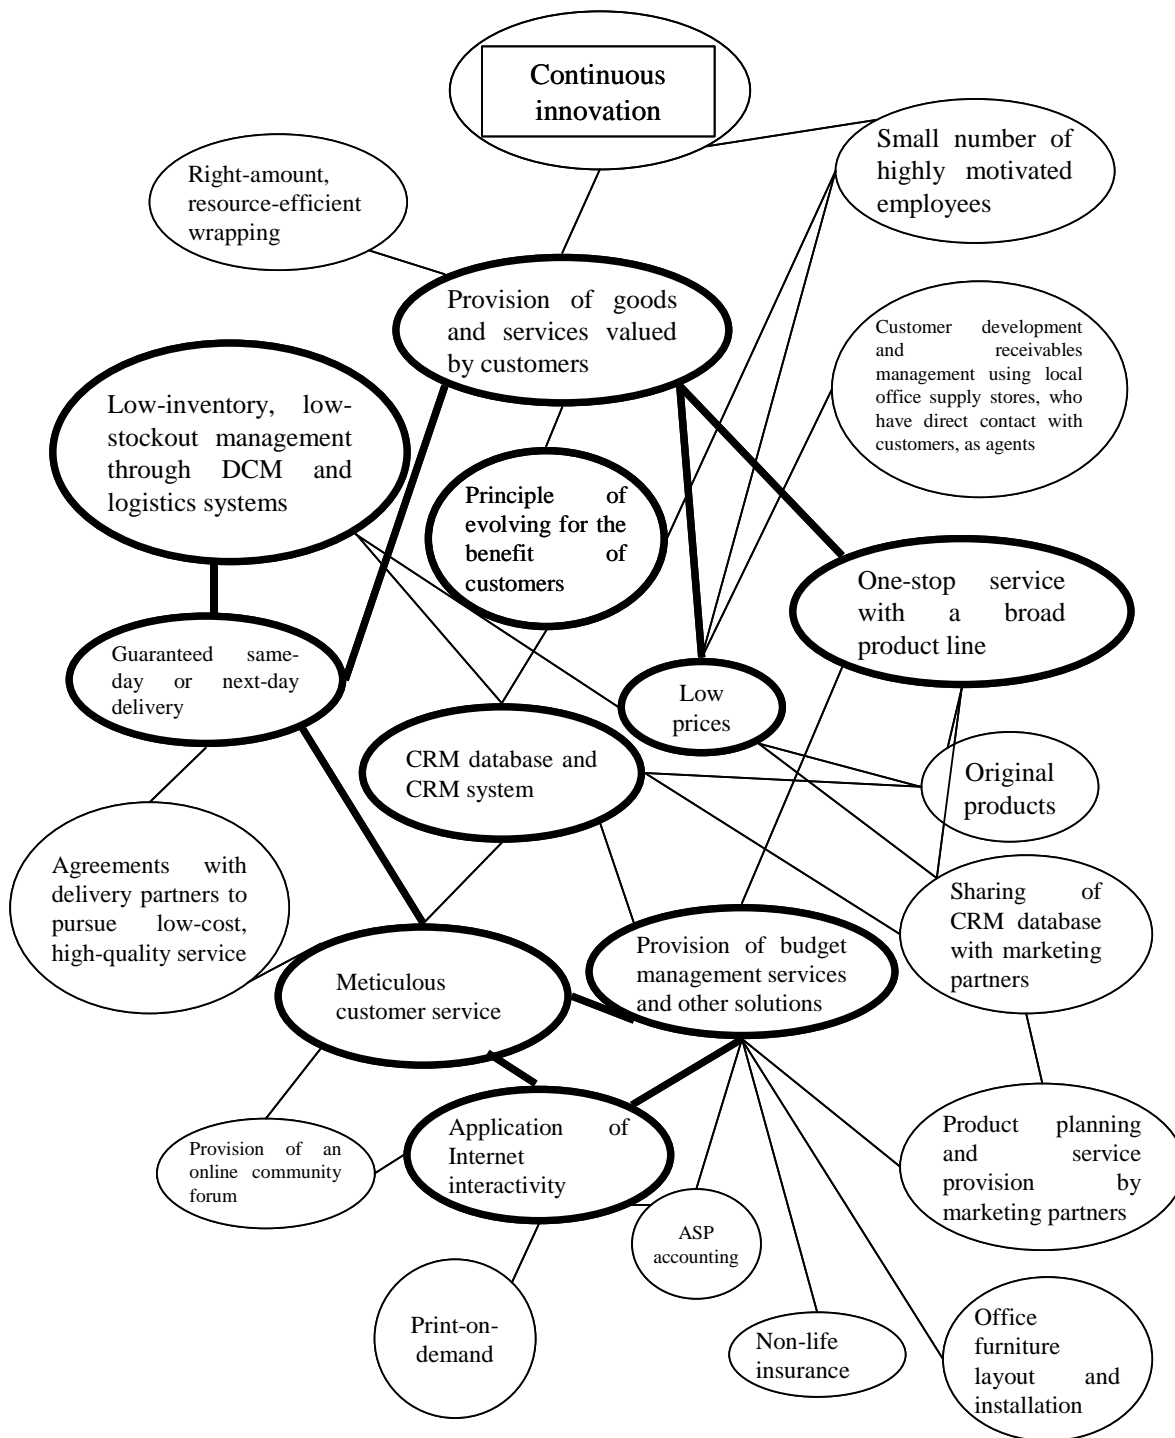 Continuous
innovation
Small number of
highly motivated
employees
Right-amount,
resource-efficient
wrapping
Provision of goods
and services valued
by customers
Customer development
and receivables
management using local
office supply stores, who
have direct contact with
customers, as agents
Low-inventory, low-
stockout management
through DCM and
logistics systems
Principle of
evolving for the
benefit of
customers
One-stop service
with a broad
product line
Guaranteed same-
day or next-day
delivery
Low
prices
CRM database and
CRM system
Original
products
Agreements with
delivery partners to
pursue low-cost,
high-quality service
Sharing of
CRM database
with marketing
partners
Provision of budget
management services
and other solutions
Meticulous
customer service
Application of
Internet
interactivity
Provision of an
online community
forum
Product planning
and service
provision by
marketing partners
ASP
accounting
Print-on-
demand
Non-life
insurance
Office
furniture
layout and
installation